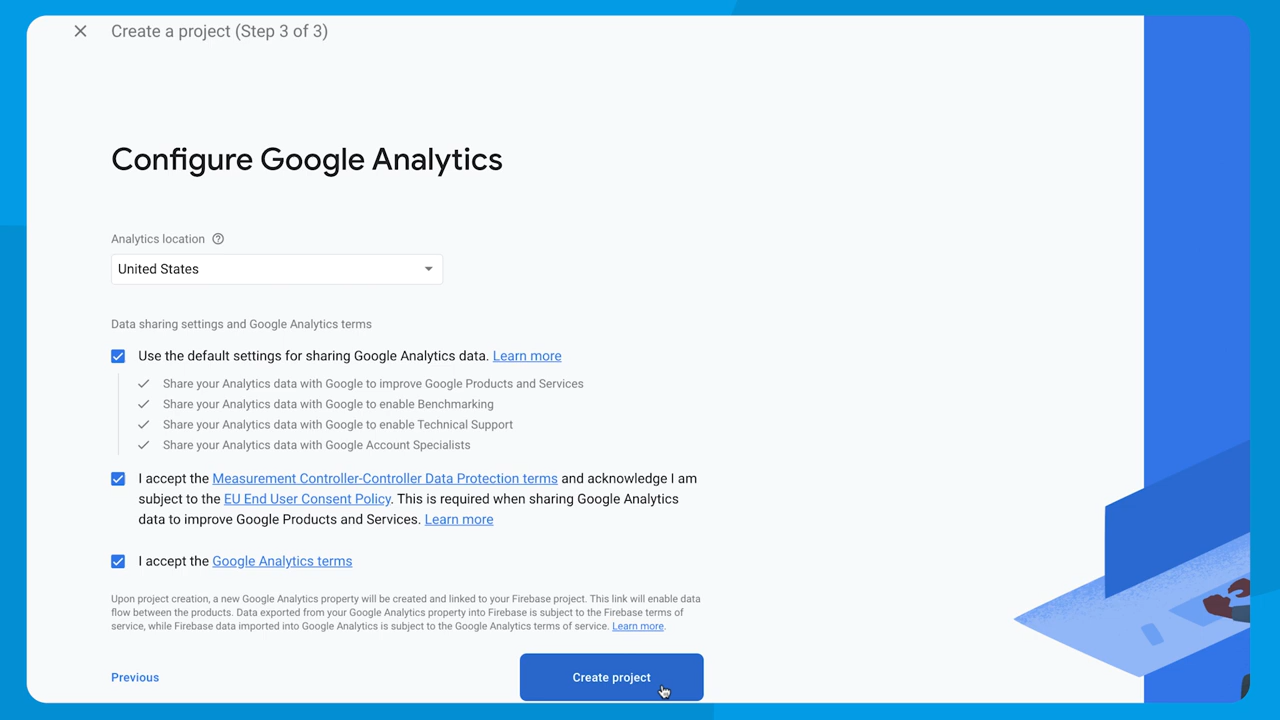 Create a project (Step 3 of 3)
Configure Google Analytics
Analytics location
United States
Data sharing settings and Google Analytics terms
Use the default settings for sharing Google Analytics data. Learn more
Share your Analytics data with Google to improve Google Products and Services
Share your Analytics data with Google to enable Benchmarking
Share your Analytics data with Google to enable Technical Support
Share your Analytics data with Google Account Specialists
I accept the Measurement Controller-Controller Data Protection terms and acknowledge I am
subject to the EU End User Consent Policy. This is required when sharing Google Analytics
data to improve Google Products and Services. Learn more
I accept the Google Analytics terms
Upon project creation, a new Google Analytics property will be created and linked to your Firebase project. This link will enable data
flow between the products. Data exported from your Google Analytics property into Firebase is subject to the Firebase terms of
service, while Firebase data imported into Google Analytics is subject to the Google Analytics terms of service. Learn more.
Previous
Create project